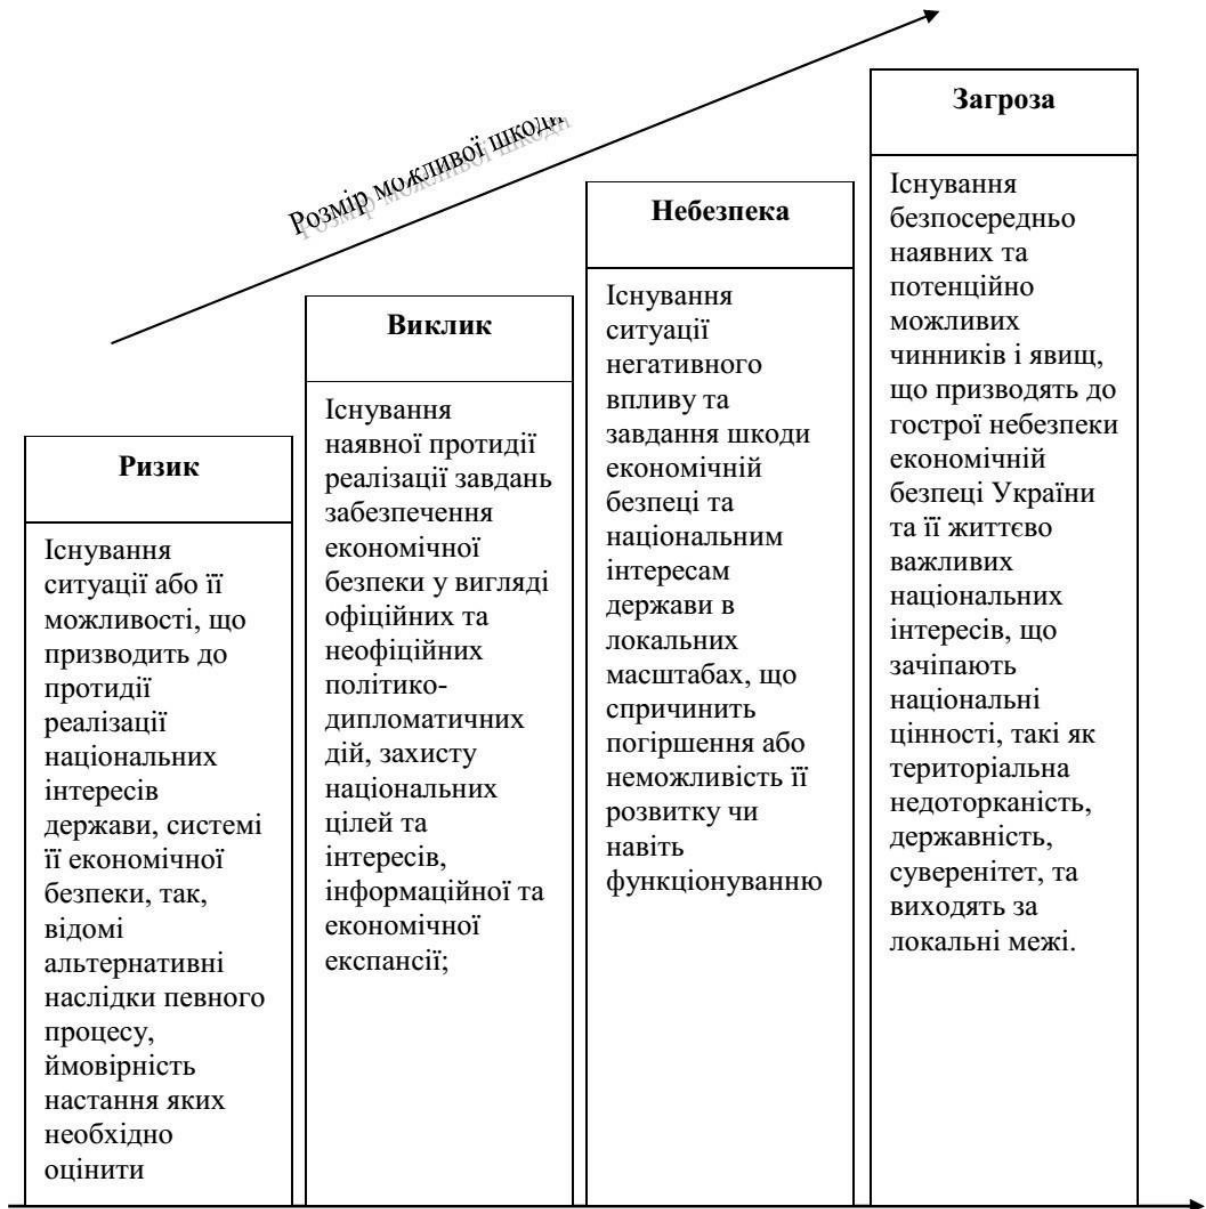 Розмір можливої шкоди
Загроза
Існування
безпосередньо
наявних та
потенційно
можливих
чинників і явищ,
що призводять до
гострої небезпеки
економічній
безпеці України
та її життєво
важливих
національних
інтересів, що
зачіпають
національні
цінності, такі як
територіальна
недоторканість,
державність,
суверенітет, та
виходять за
локальні межі.
Небезпека
Існування
ситуації
негативного
впливу та
завдання шкоди
економічній
безпеці та
національним
інтересам
держави в
локальних
масштабах, що
спричинить
погіршення або
неможливість її
розвитку чи
навіть
функціонуванню
Виклик
Існування
наявної протидії
реалізації завдань
забезпечення
економічної
безпеки у вигляді
офіційних та
неофіційних
політико-
дипломатичних
дій, захисту
національних
цілей та
інтересів,
інформаційної та
економічної
експансії;
Ризик
Існування
ситуації або її
можливості, що
призводить до
протидії
реалізації
національних
інтересів
держави, системі
її економічної
безпеки, так,
відомі
альтернативні
наслідки певного
процесу,
ймовірність
настання яких
необхідно
оцінити